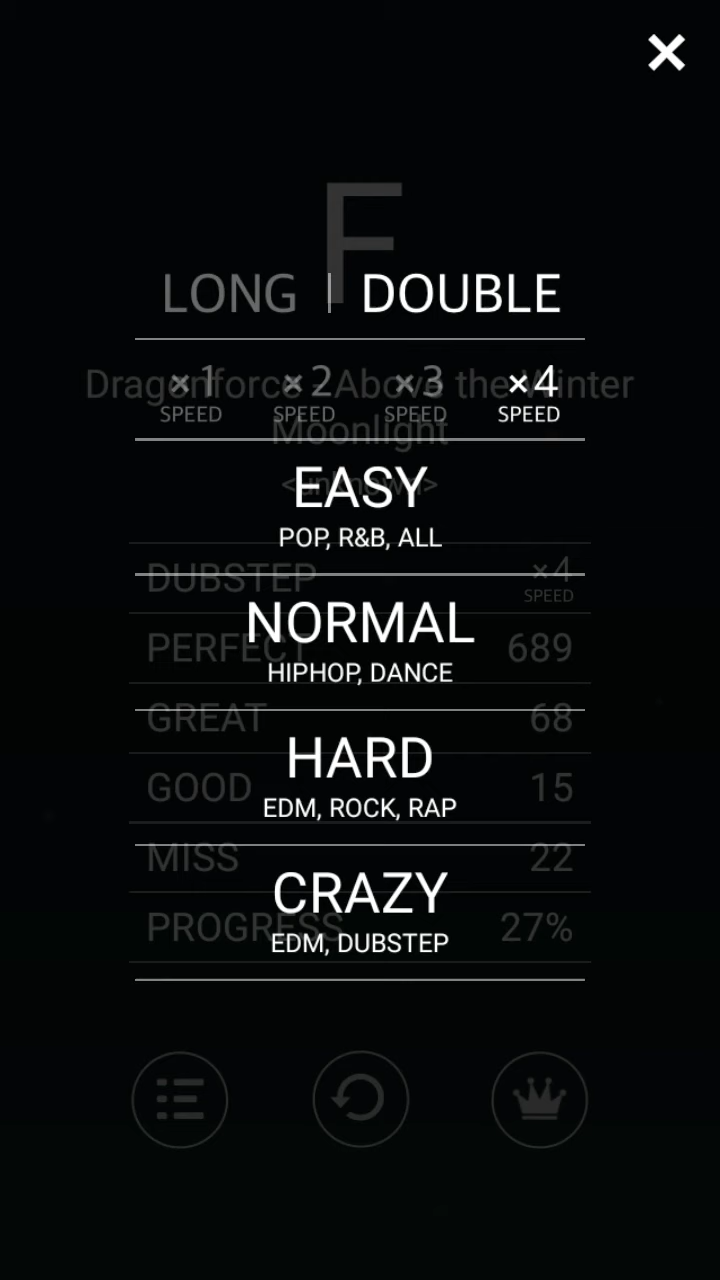 F
LONG | DOUBLE
×1 ×2 ×3 ×4
SPEED SPEED SPEED SPEED
Dragonforce - Above the Winter
Moonlight
<unknown>
EASY
POP, R&B, ALL
DUBSTEP ×4
SPEED
NORMAL
PERFECT 689
HIPHOP, DANCE
GREAT 68
HARD
GOOD 15
EDM, ROCK, RAP
MISS 22
CRAZY
PROGRESS 27%
EDM, DUBSTEP